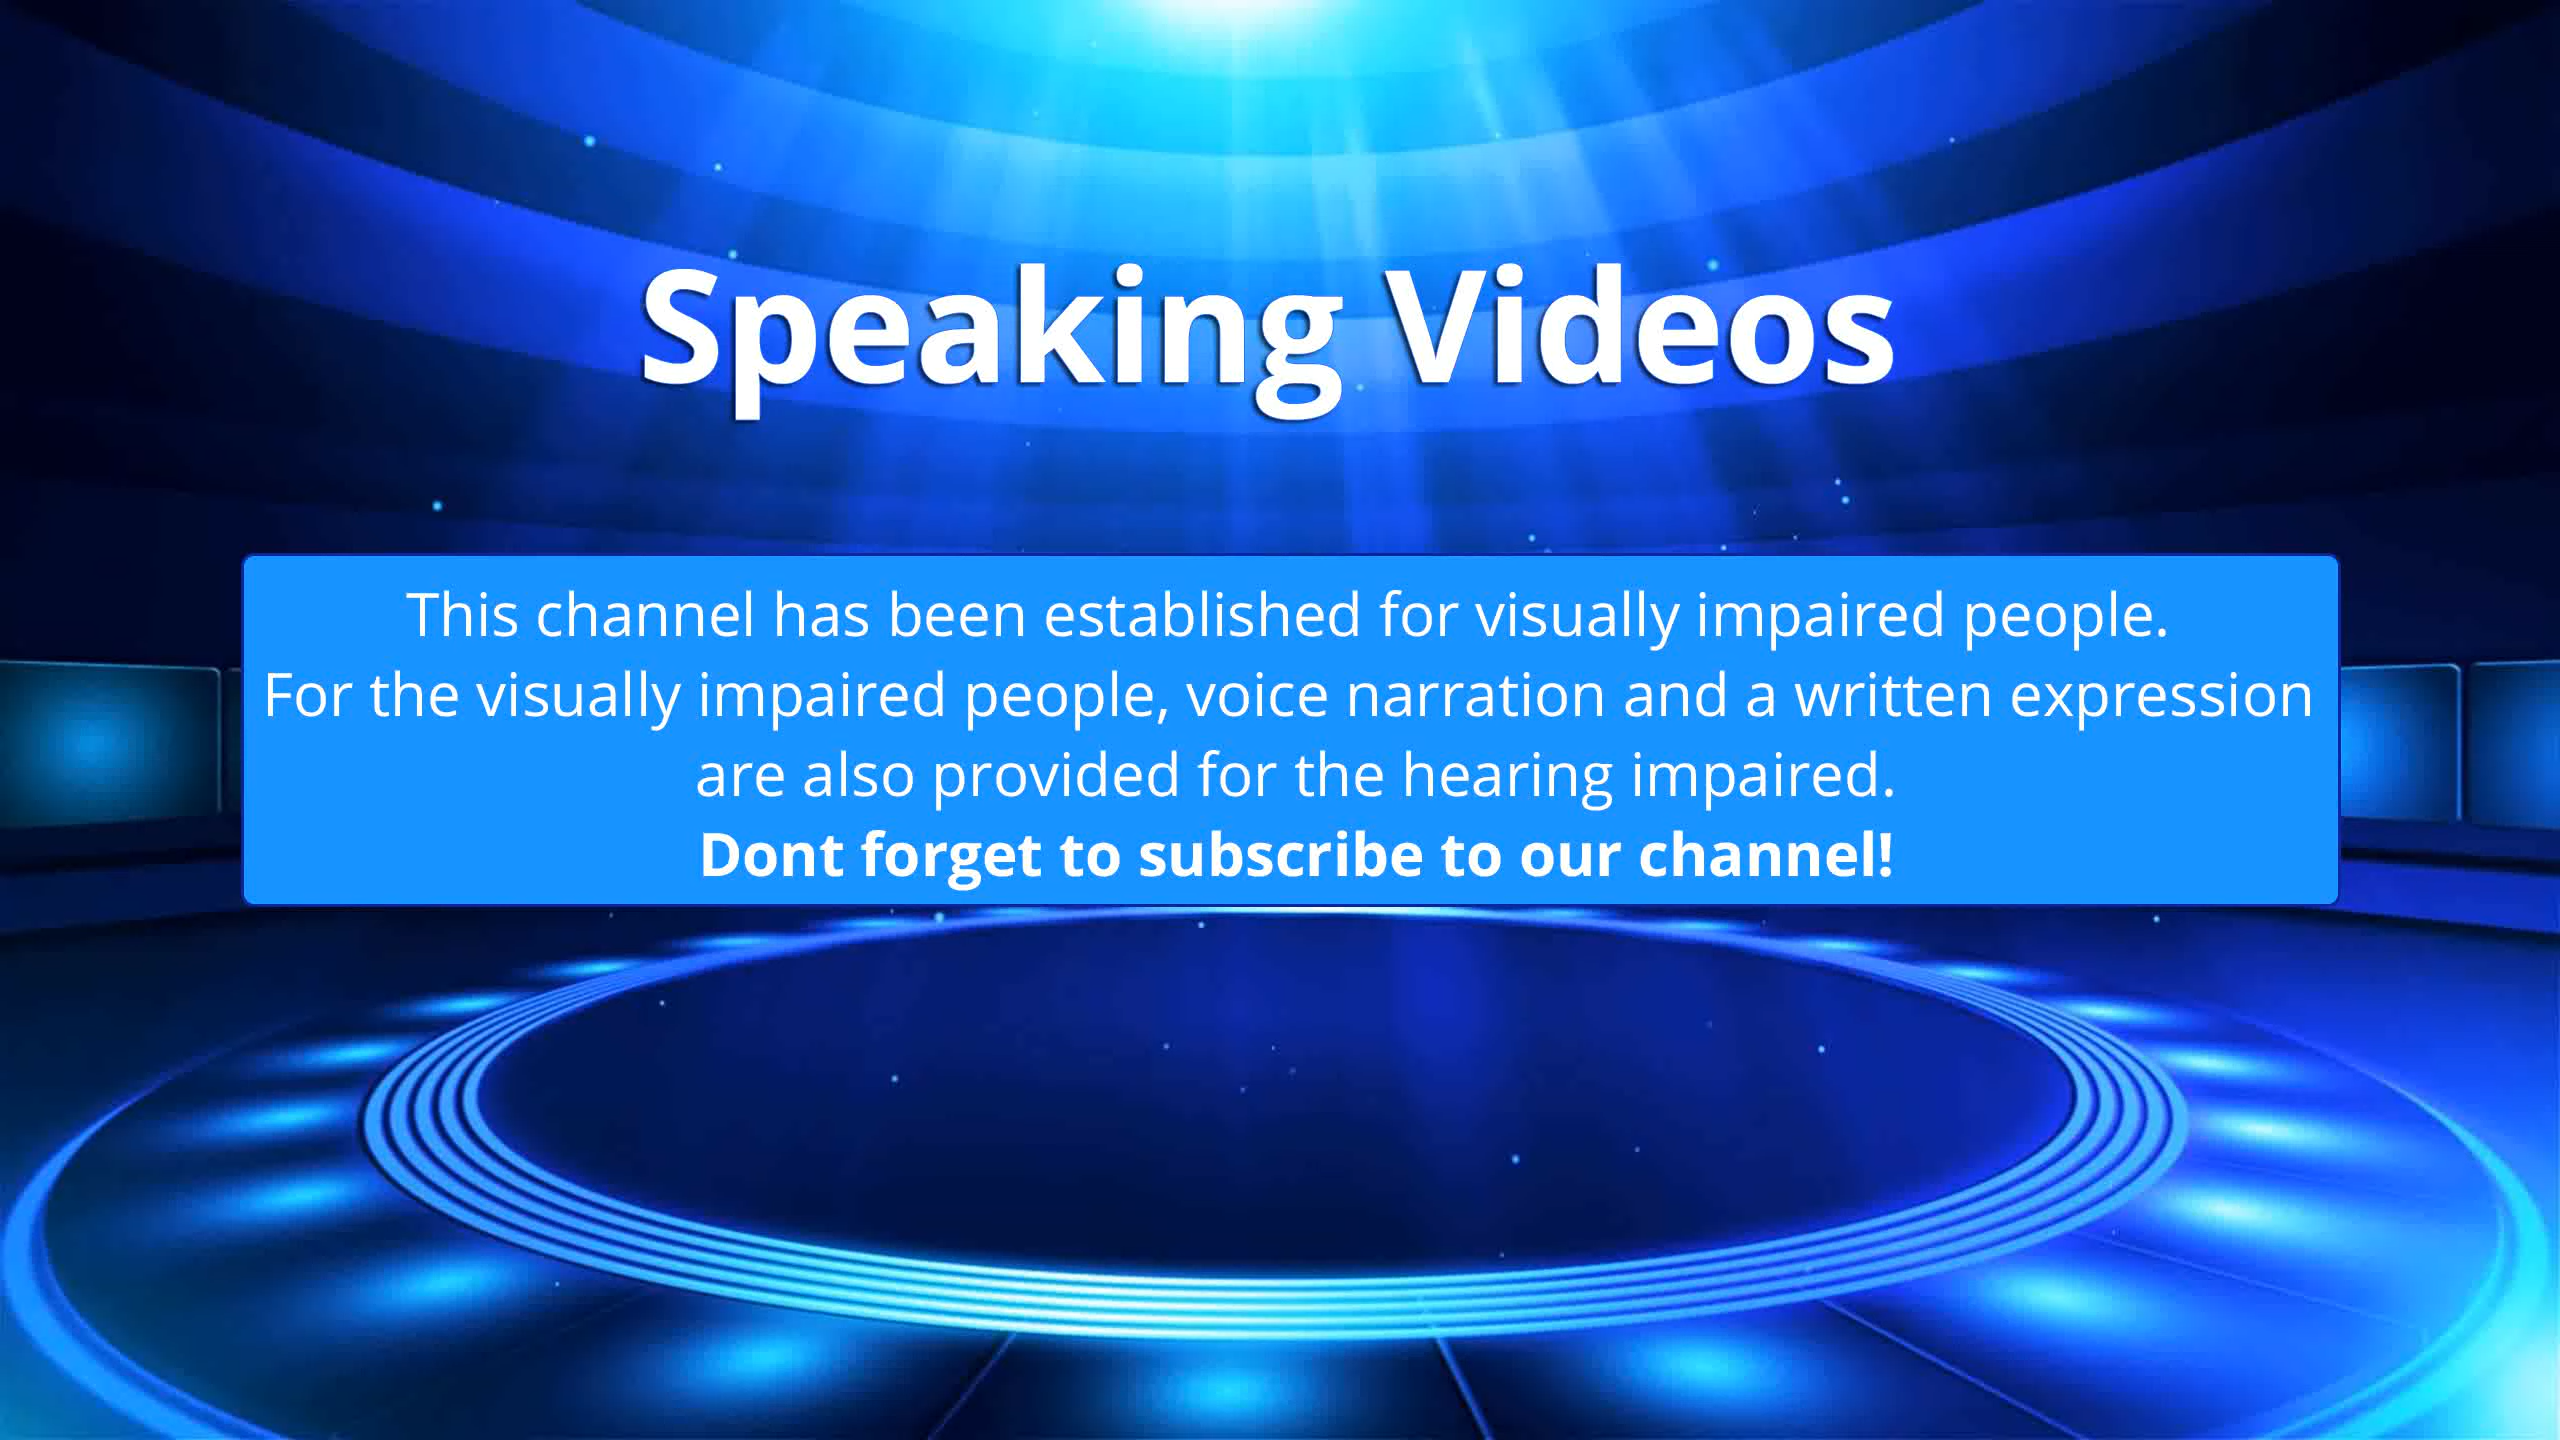 Speaking Videos
This channel has been established for visually impaired people.
For the visually impaired people, voice narration and a written expression
are also provided for the hearing impaired.
Dont forget to subscribe to our channel!